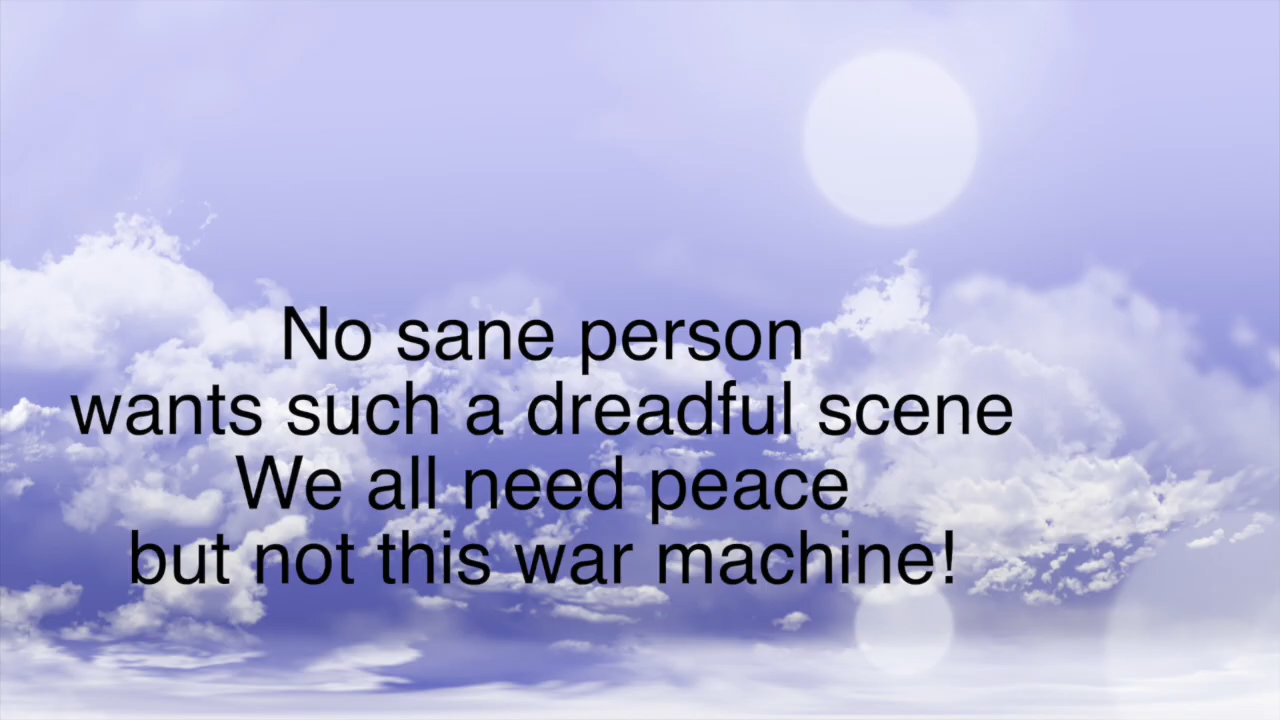 No sane person
wants such a dreadful scene
We all need peace
but not this war machine!